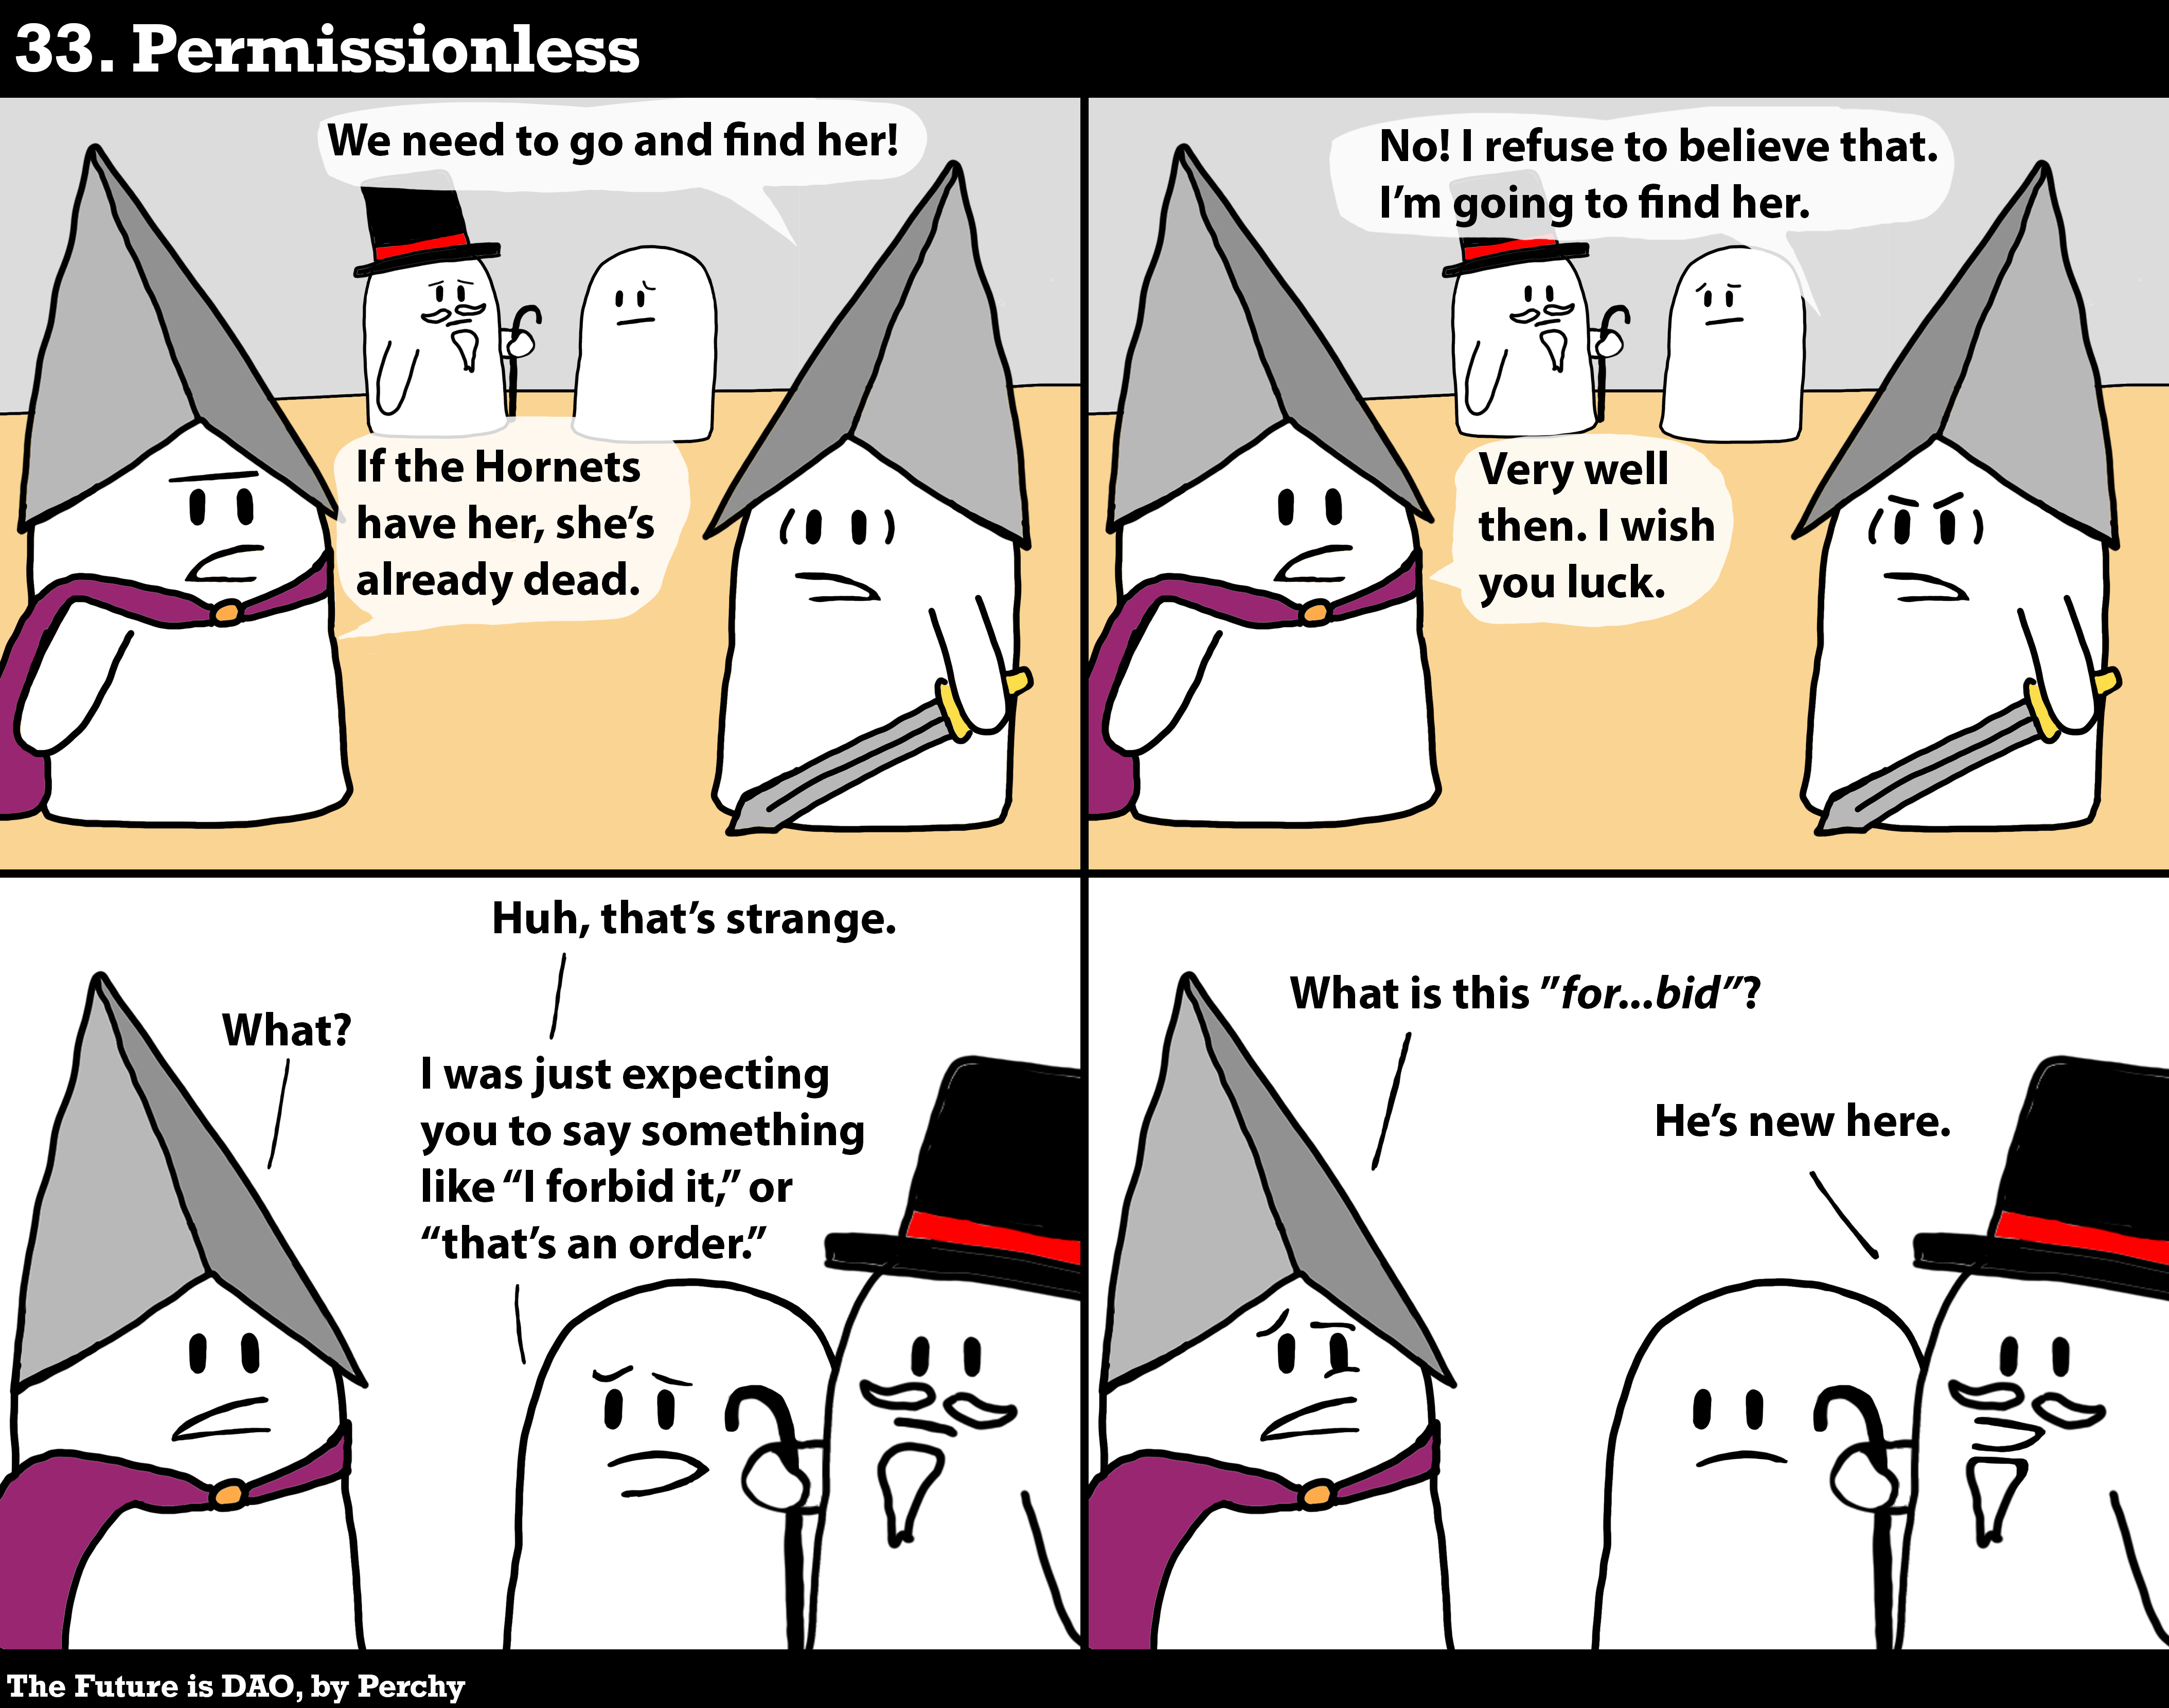 33. Permissionless
We need to go and find her!
If the Hornets
have her, she's
already dead.
No! I refuse to believe that.
I'm going to find her.
Very well
then. I wish
you luck.
Huh, that's strange.
What?
I was just expecting
you to say something
like “I forbid it,” or
“that's an order.”
What is this ”for...bid”?
He's new here.
The Future is DAO, by Perchy